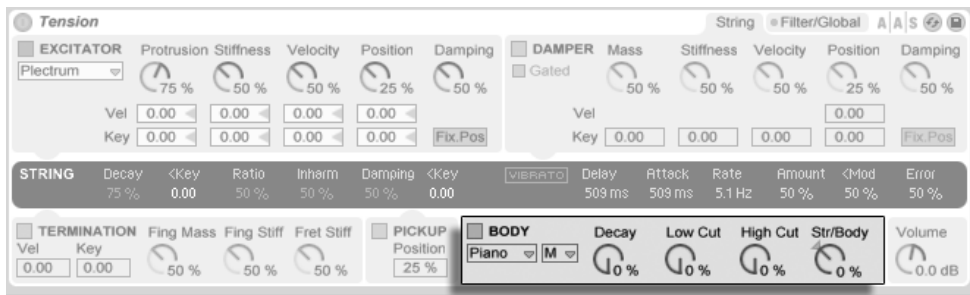 Tension String Filter/Global A A S
EXCITATOR Protrusion Stiffness Velocity Position Damping
Plectrum 75 % 50 % 50 % 25 % 50 %
Vel 0.00 0.00 0.00 0.00
Key 0.00 0.00 0.00 0.00 Fix.Pos
DAMPER Mass Stiffness Velocity Position Damping
Gated 50 % 50 % 50 % 25 % 50 %
Vel 0.00
Key 0.00 0.00 0.00 0.00 Fix.Pos
STRING Decay <Key Ratio Inharm Damping <Key VIBRATO Delay Attack Rate Amount <Mod Error
75 % 0.00 50 % 50 % 50 % 0.00 509 ms 509 ms 5.1 Hz 50 % 50 % 50 %
TERMINATION Fing Mass Fing Stiff Fret Stiff
Vel Key
0.00 0.00 50 % 50 % 50 %
PICKUP
Position
25 %
BODY Decay Low Cut High Cut Str/Body
Piano M 0 % 0 % 0 % 0 %
Volume
0.0 dB